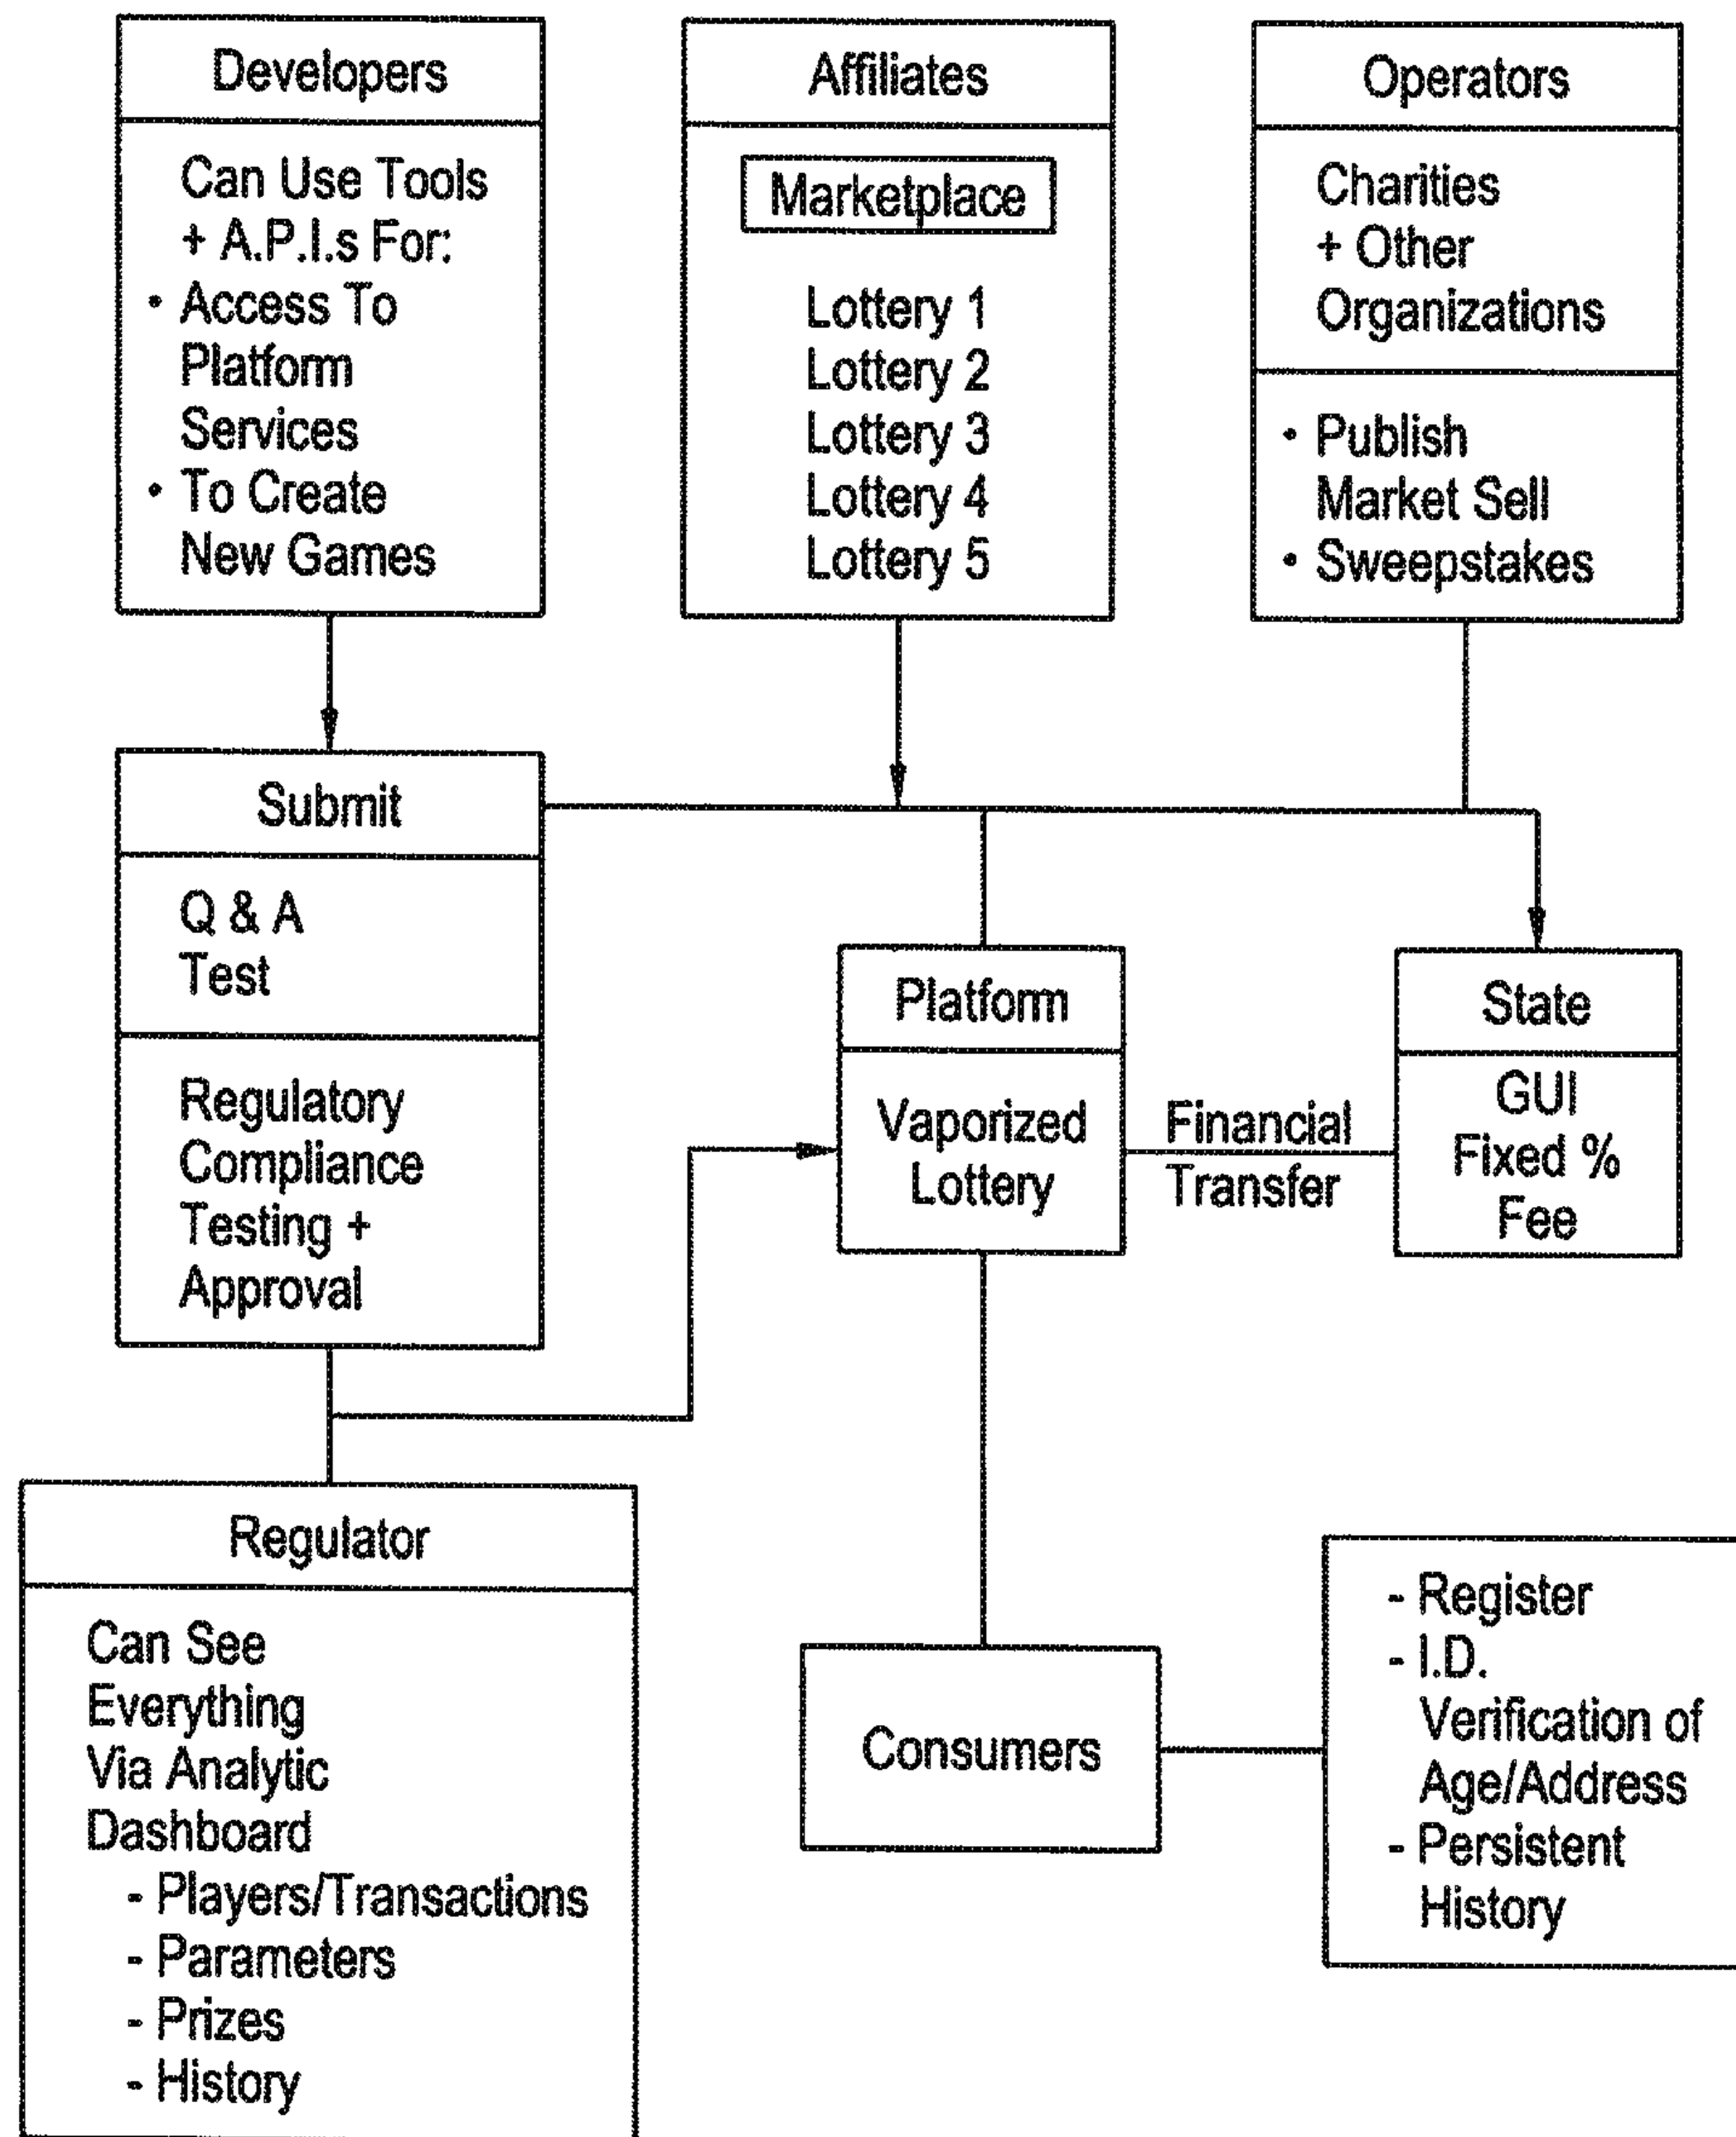 Developers
Can Use Tools
+ A.P.I.s For:
• Access To
Platform
Services
• To Create
New Games
Affiliates
Marketplace
Lottery 1
Lottery 2
Lottery 3
Lottery 4
Lottery 5
Operators
Charities
+ Other
Organizations
• Publish
Market Sell
• Sweepstakes
Submit
Q & A
Test
Regulatory
Compliance
Testing +
Approval
Platform
Vaporized
Lottery
Financial
Transfer
State
GUI
Fixed %
Fee
Regulator
Can See
Everything
Via Analytic
Dashboard
- Players/Transactions
- Parameters
- Prizes
- History
Consumers
- Register
- I.D.
Verification of
Age/Address
- Persistent
History